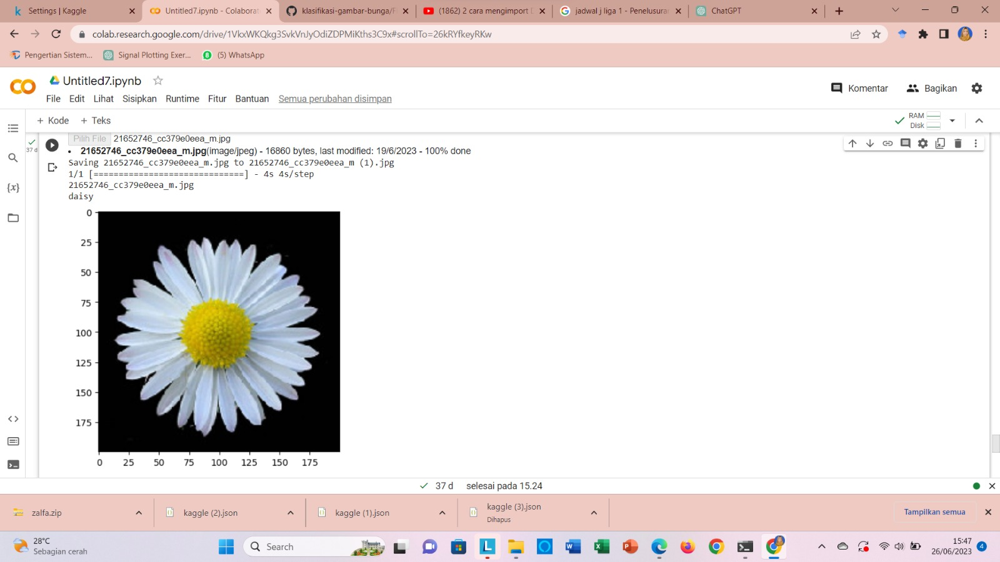 Settings | Kaggle
Untitled7.ipynb - Colaborat
klasifikasi-gambar-bunga/F
(1862) 2 cara mengimport D
jadwal j liga 1 - Penelusuran
ChatGPT
colab.research.google.com/drive/1VkxWKQkg3SvkVnJyOdiZDPMiKths3C9x#scrollTo=26kRYfkeyRKw
Pengertian Sistem...
Signal Plotting Exer...
(5) WhatsApp
Untitled7.ipynb
Komentar
Bagikan
File Edit Lihat Sisipkan Runtime Fitur Bantuan Semua perubahan disimpan
+ Kode + Teks
RAM
Disk
37 d
Pilih File 21652746_cc379e0eea_m.jpg
• 21652746_cc379e0eea_m.jpg(image/jpeg) - 16860 bytes, last modified: 19/6/2023 - 100% done
Saving 21652746_cc379e0eea_m.jpg to 21652746_cc379e0eea_m (1).jpg
1/1 [==============================] - 4s 4s/step
21652746_cc379e0eea_m.jpg
daisy
{x}
0
25
50
75
100
125
150
175
0 25 50 75 100 125 150 175
37 d selesai pada 15.24
zalfa.zip
kaggle (2).json
kaggle (1).json
kaggle (3).json
Dihapus
Tampilkan semua
28°C
Sebagian cerah
Search
15:47
26/06/2023
4